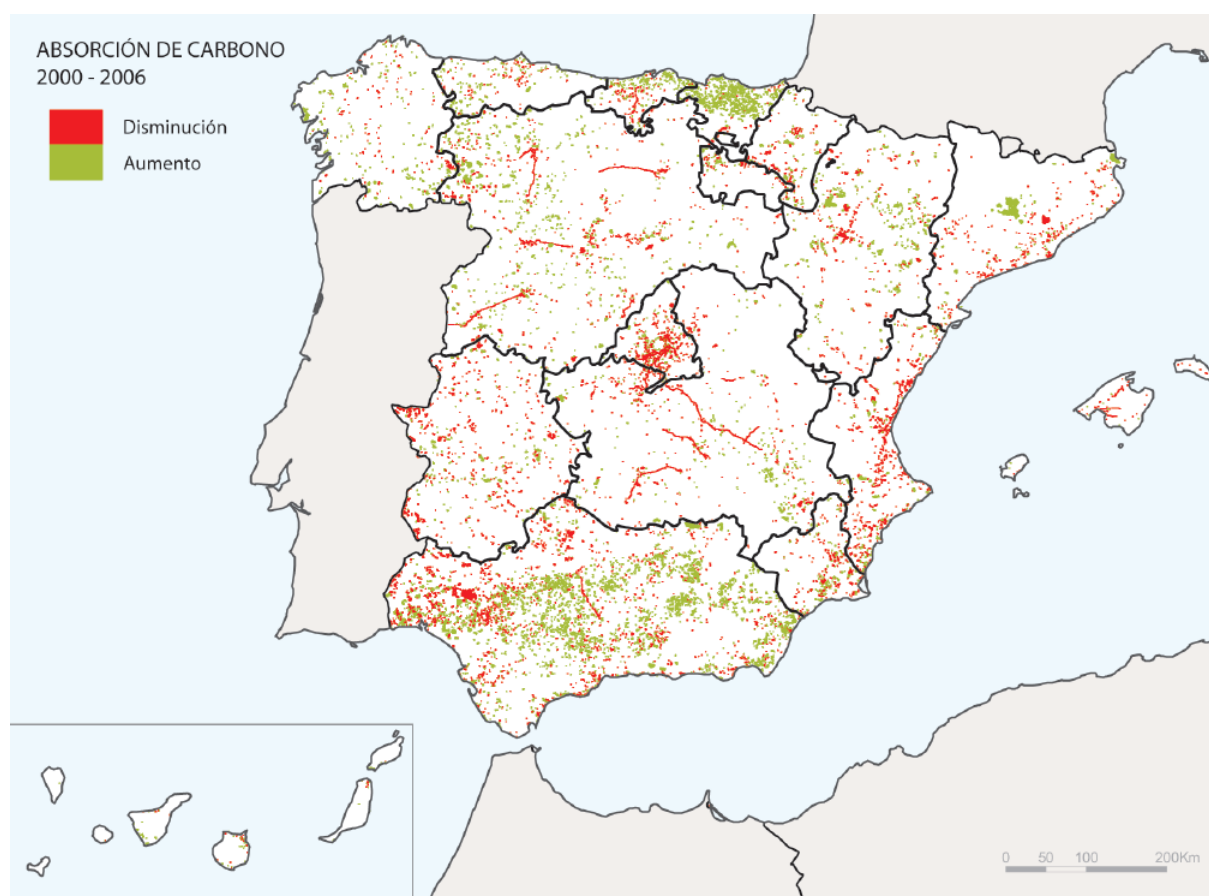 ABSORCIÓN DE CARBONO
2000 - 2006
Disminución
Aumento
0 50 100 200Km